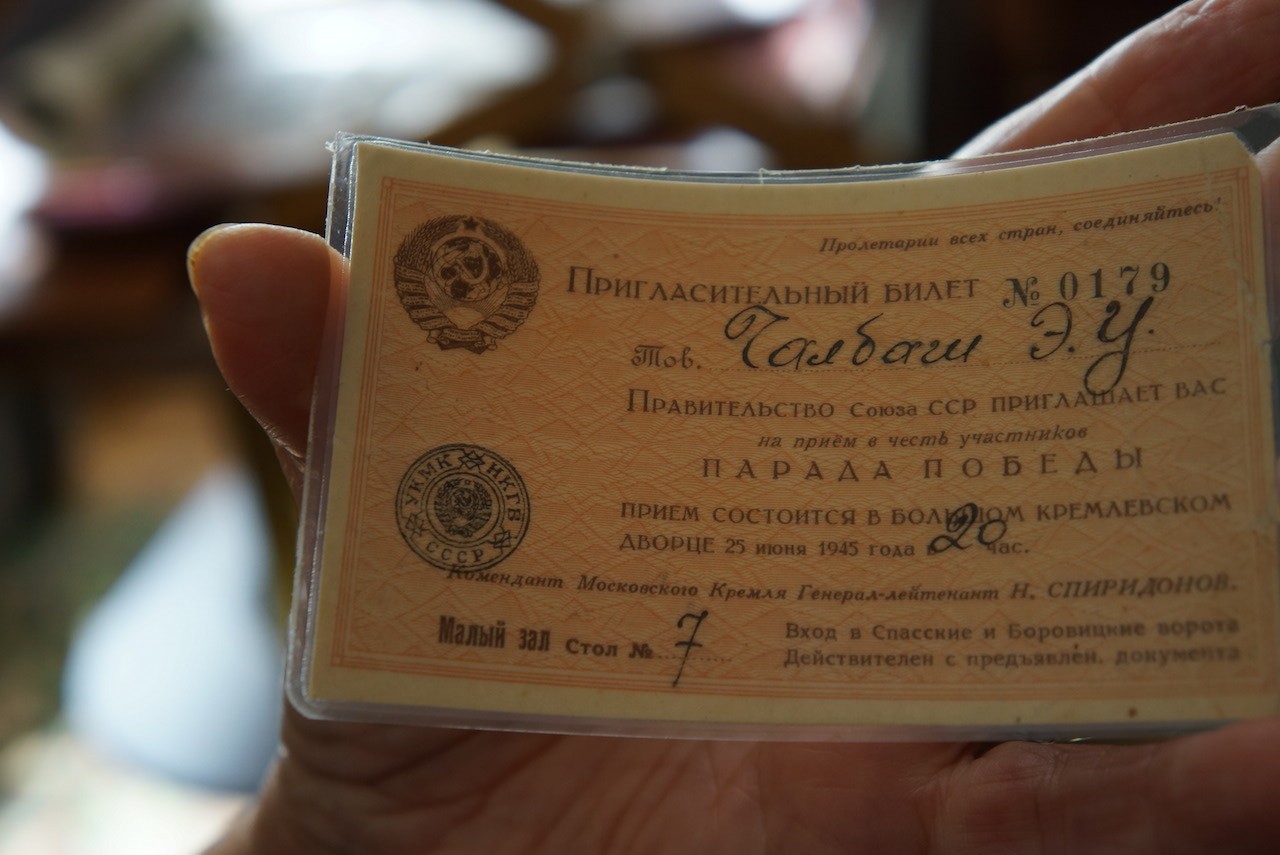 Пролетарии всех стран, соединяйтесь!
Пригласительный билет № 0179
Тов. Чалбаш Э. У.
Правительство Союза ССР приглашает вас
на приём в честь участников
ПАРАДА ПОБЕДЫ
прием состоится в большом кремлевском
дворце 25 июня 1945 года в 20 час.
УКМК НКГБ
СССР
Комендант Московского Кремля Генерал-лейтенант Н. СПИРИДОНОВ.
Малый зал Стол № 7
Вход в Спасские и Боровицкие ворота
Действителен с предъявлен. документа